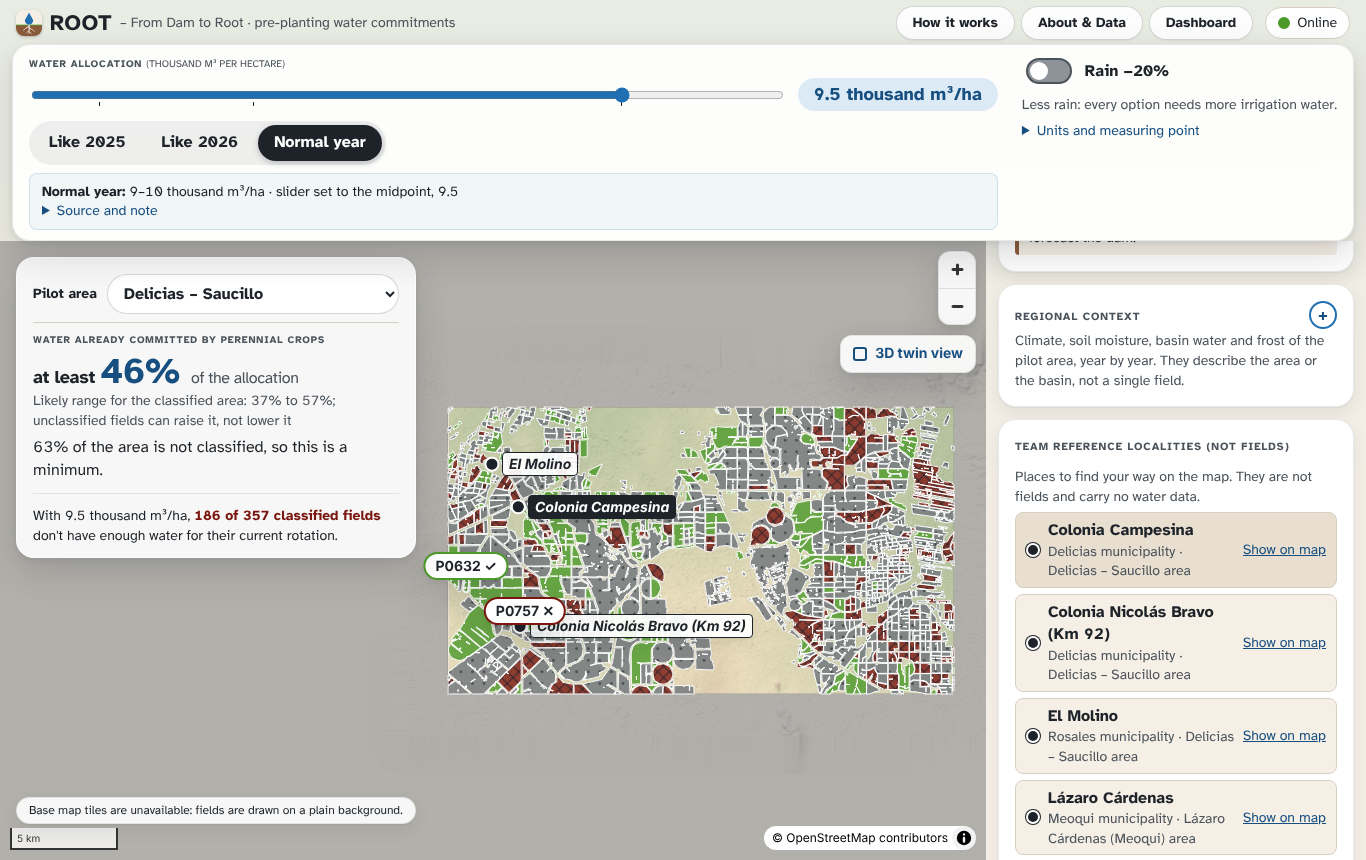 ROOT – From Dam to Root · pre-planting water commitments
How it works
About & Data
Dashboard
Online
WATER ALLOCATION (THOUSAND M³ PER HECTARE)
9.5 thousand m³/ha
Like 2025
Like 2026
Normal year
Normal year: 9–10 thousand m³/ha · slider set to the midpoint, 9.5
Source and note
Rain −20%
Less rain: every option needs more irrigation water.
Units and measuring point
Pilot area
Delicias – Saucillo
WATER ALREADY COMMITTED BY PERENNIAL CROPS
at least 46% of the allocation
Likely range for the classified area: 37% to 57%;
unclassified fields can raise it, not lower it
63% of the area is not classified, so this is a
minimum.
With 9.5 thousand m³/ha, 186 of 357 classified fields
don't have enough water for their current rotation.
+
−
3D twin view
El Molino
Colonia Campesina
P0632 ✓
P0757 ✕
Colonia Nicolás Bravo (Km 92)
Base map tiles are unavailable: fields are drawn on a plain background.
5 km
© OpenStreetMap contributors
REGIONAL CONTEXT
+
Climate, soil moisture, basin water and frost of the
pilot area, year by year. They describe the area or
the basin, not a single field.
TEAM REFERENCE LOCALITIES (NOT FIELDS)
Places to find your way on the map. They are not
fields and carry no water data.
Colonia Campesina
Delicias municipality ·
Delicias – Saucillo area
Show on map
Colonia Nicolás Bravo
(Km 92)
Delicias municipality ·
Delicias – Saucillo area
Show on map
El Molino
Rosales municipality · Delicias
– Saucillo area
Show on map
Lázaro Cárdenas
Meoqui municipality · Lázaro
Cárdenas (Meoqui) area
Show on map